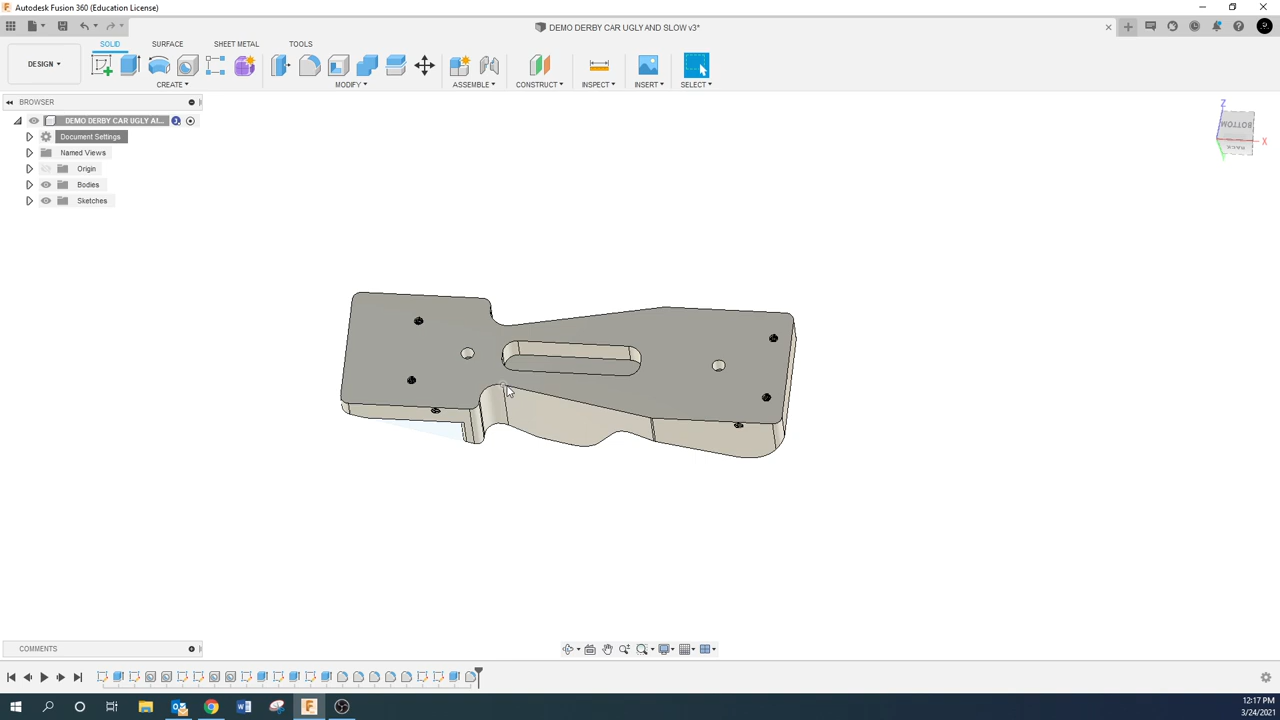 Autodesk Fusion 360 (Education License)
DEMO DERBY CAR UGLY AND SLOW v3*
SOLID
SURFACE
SHEET METAL
TOOLS
DESIGN
CREATE
MODIFY
ASSEMBLE
CONSTRUCT
INSPECT
INSERT
SELECT
BROWSER
DEMO DERBY CAR UGLY AI...
Document Settings
Named Views
Origin
Bodies
Sketches
Z
BOTTOM
BACK
X
Y
COMMENTS
12:17 PM
3/24/2021